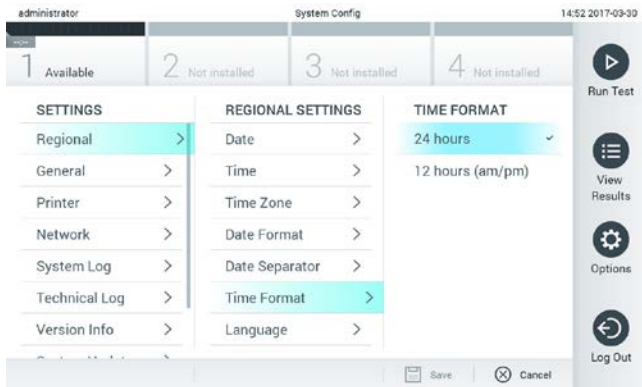 administrator
System Config
14:52 2017-03-30
1 Available
2 Not installed
3 Not installed
4 Not installed
SETTINGS
Regional
General
Printer
Network
System Log
Technical Log
Version Info
REGIONAL SETTINGS
Date
Time
Time Zone
Date Format
Date Separator
Time Format
Language
TIME FORMAT
24 hours
12 hours (am/pm)
Run Test
View
Results
Options
Log Out
Save
Cancel